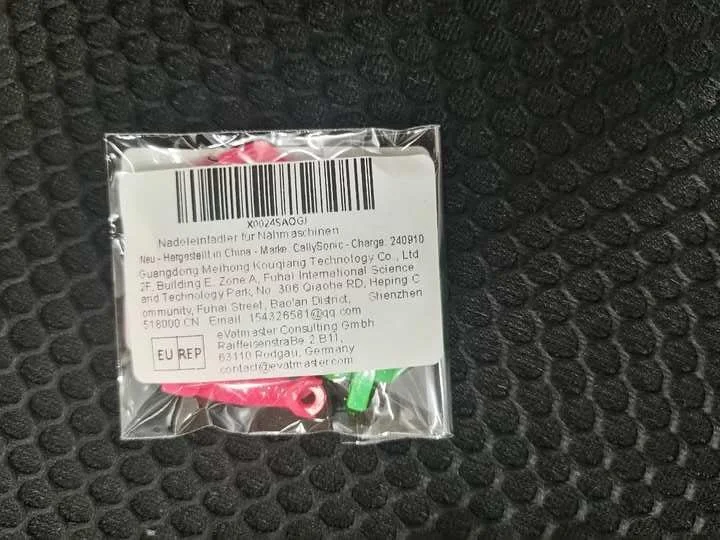 X0024SAQGJ
Nadeleinfädler für Nähmaschinen
Neu - Hergestellt in China - Marke: CallySonic - Charge: 240910
Guangdong Meihong Kouqiang Technology Co., Ltd
2F, Building E, Zone A, Fuhai International Science
and Technology Park, No. 306 Qiaohe RD, Heping C
ommunity, Fuhai Street, Bao'an District, Shenzhen
518000 CN Email: 154326581@qq.com
EU REP
eVatmaster Consulting GmbH
Raiffeisenstraße 2 B11,
63110 Rodgau, Germany
contact@evatmaster.com